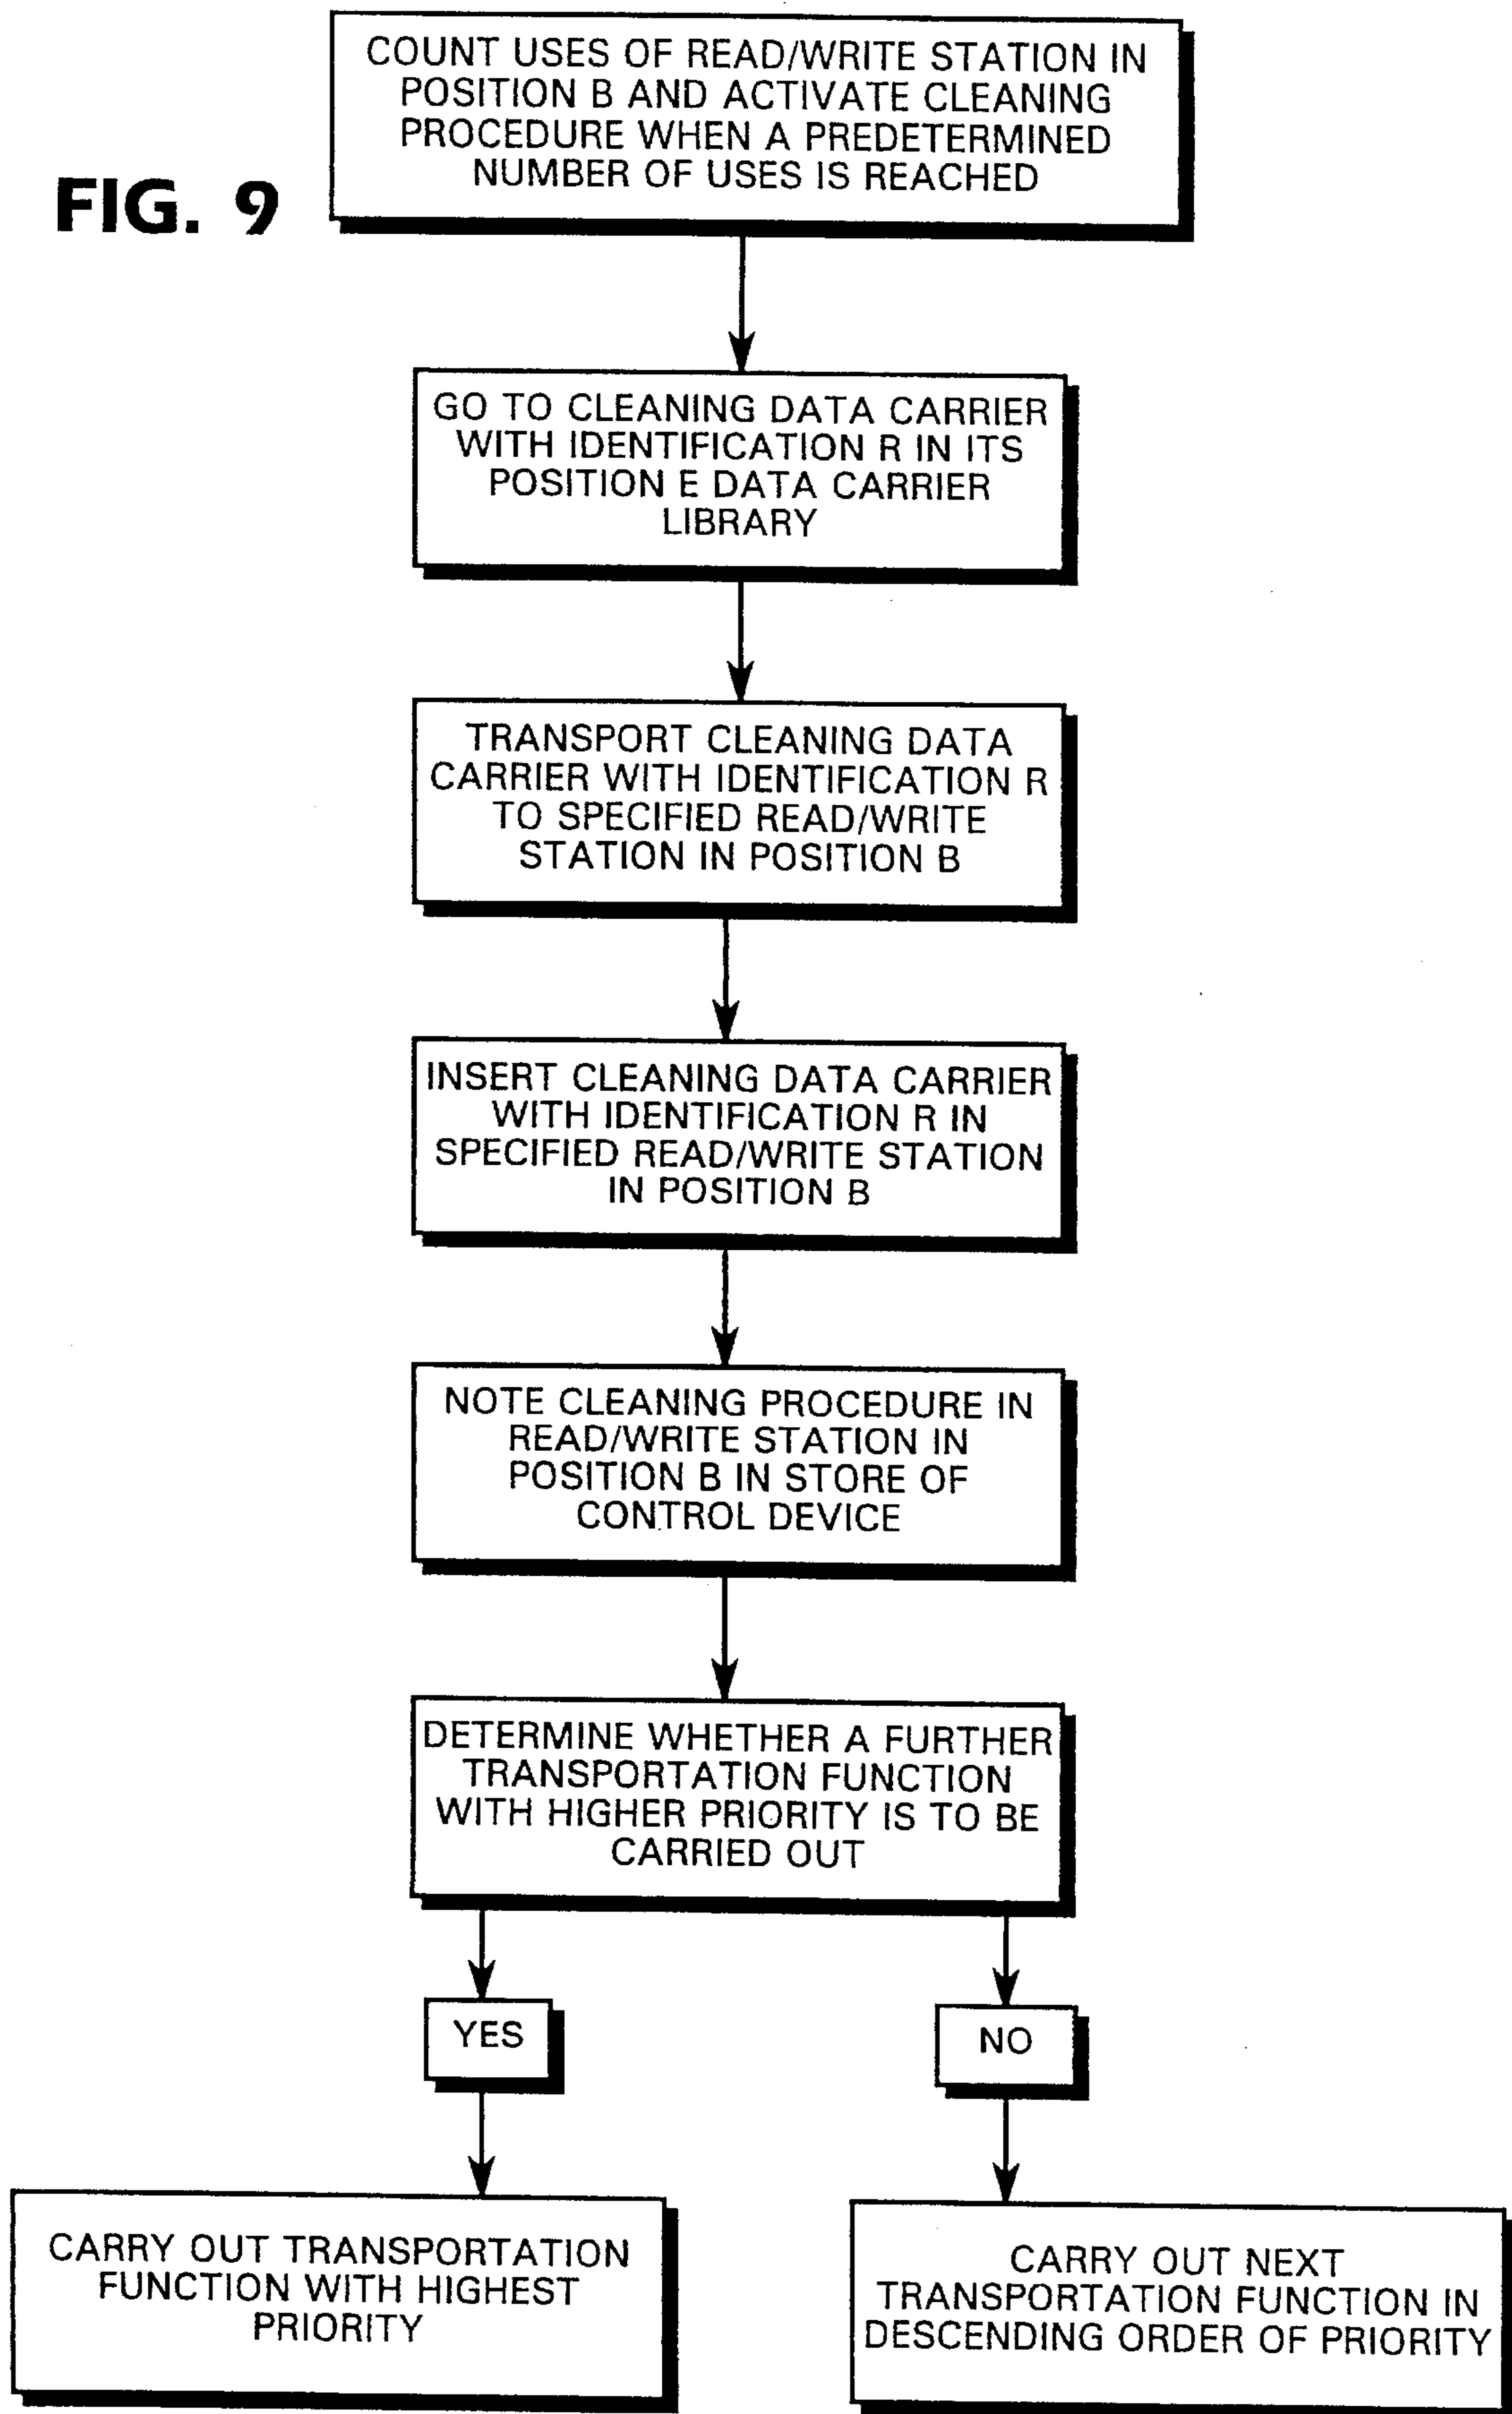 COUNT USES OF READ/WRITE STATION IN
POSITION B AND ACTIVATE CLEANING
PROCEDURE WHEN A PREDETERMINED
NUMBER OF USES IS REACHED
FIG. 9
GO TO CLEANING DATA CARRIER
WITH IDENTIFICATION R IN ITS
POSITION E DATA CARRIER
LIBRARY
TRANSPORT CLEANING DATA
CARRIER WITH IDENTIFICATION R
TO SPECIFIED READ/WRITE
STATION IN POSITION B
INSERT CLEANING DATA CARRIER
WITH IDENTIFICATION R IN
SPECIFIED READ/WRITE STATION
IN POSITION B
NOTE CLEANING PROCEDURE IN
READ/WRITE STATION IN
POSITION B IN STORE OF
CONTROL DEVICE
DETERMINE WHETHER A FURTHER
TRANSPORTATION FUNCTION
WITH HIGHER PRIORITY IS TO BE
CARRIED OUT
YES
NO
CARRY OUT TRANSPORTATION
FUNCTION WITH HIGHEST
PRIORITY
CARRY OUT NEXT
TRANSPORTATION FUNCTION IN
DESCENDING ORDER OF PRIORITY